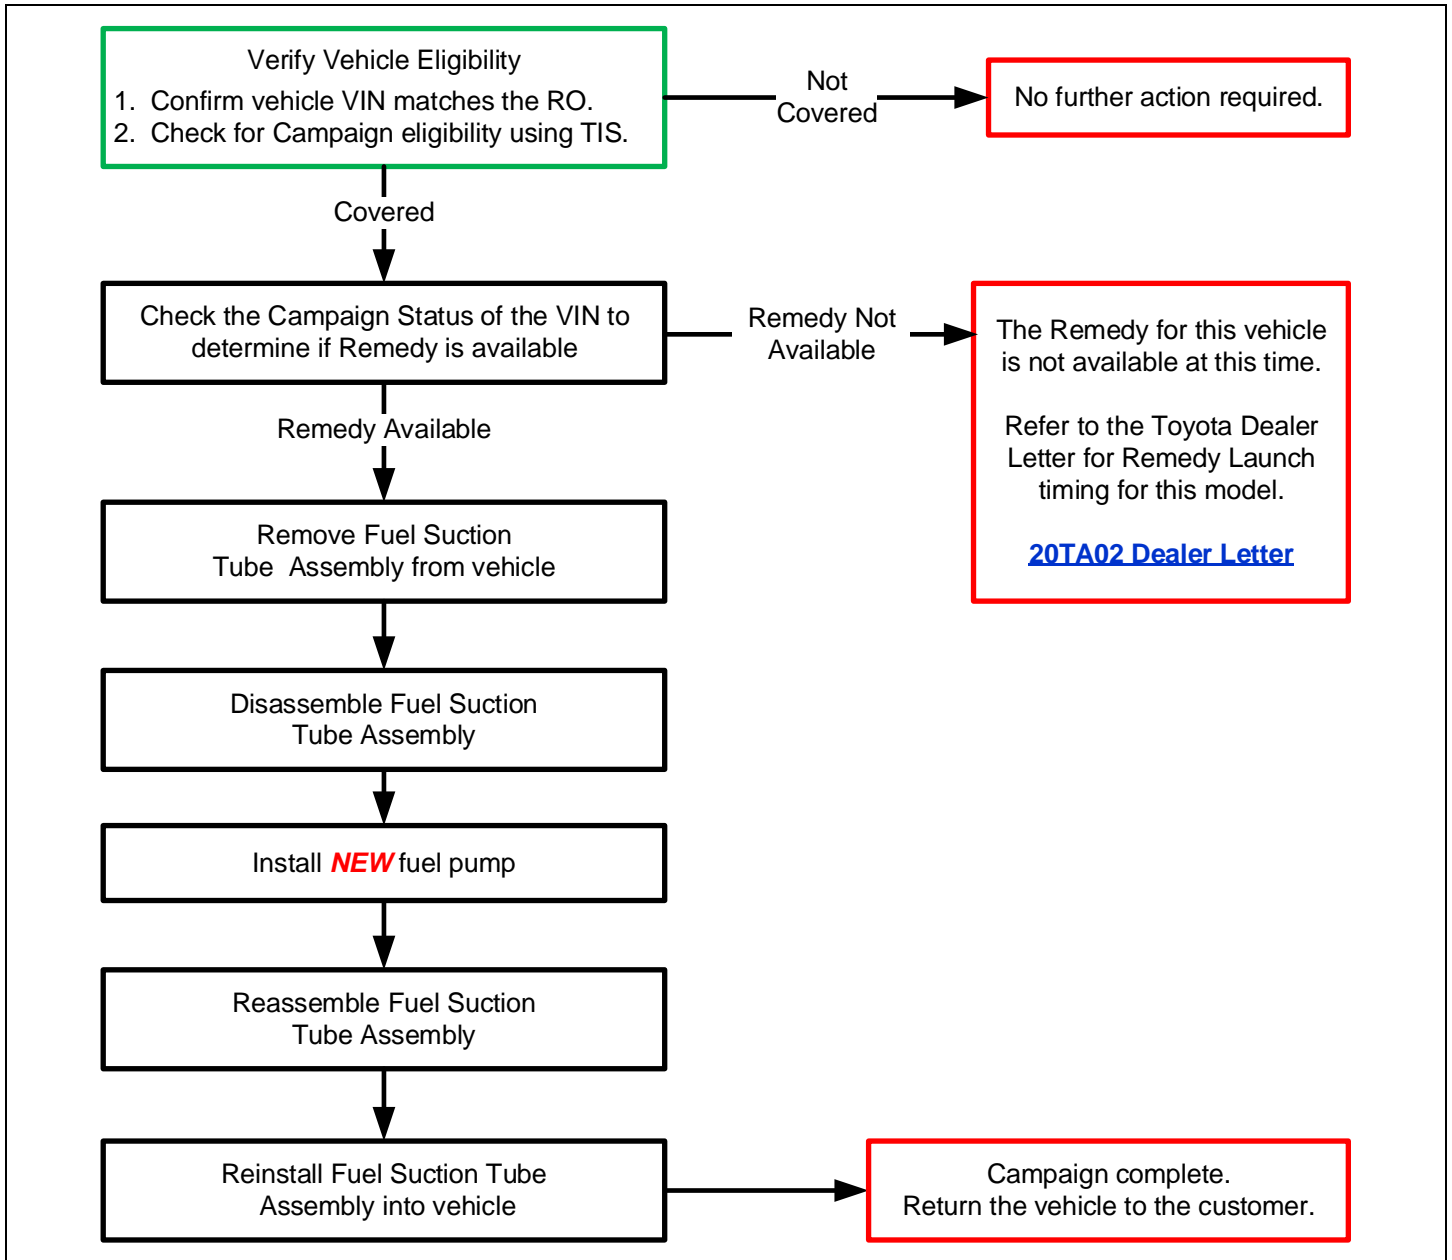 Verify Vehicle Eligibility
1. Confirm vehicle VIN matches the RO.
2. Check for Campaign eligibility using TIS.
Not
Covered
No further action required.
Covered
Check the Campaign Status of the VIN to
determine if Remedy is available
Remedy Not
Available
The Remedy for this vehicle
is not available at this time.
Refer to the Toyota Dealer
Letter for Remedy Launch
timing for this model.
20TA02 Dealer Letter
Remedy Available
Remove Fuel Suction
Tube Assembly from vehicle
Disassemble Fuel Suction
Tube Assembly
Install NEW fuel pump
Reassemble Fuel Suction
Tube Assembly
Reinstall Fuel Suction Tube
Assembly into vehicle
Campaign complete.
Return the vehicle to the customer.